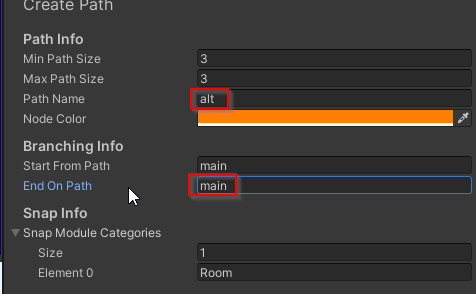 Create Path
Path Info
Min Path Size 3
Max Path Size 3
Path Name alt
Node Color
Branching Info
Start From Path main
End On Path main
Snap Info
Snap Module Categories
Size 1
Element 0 Room